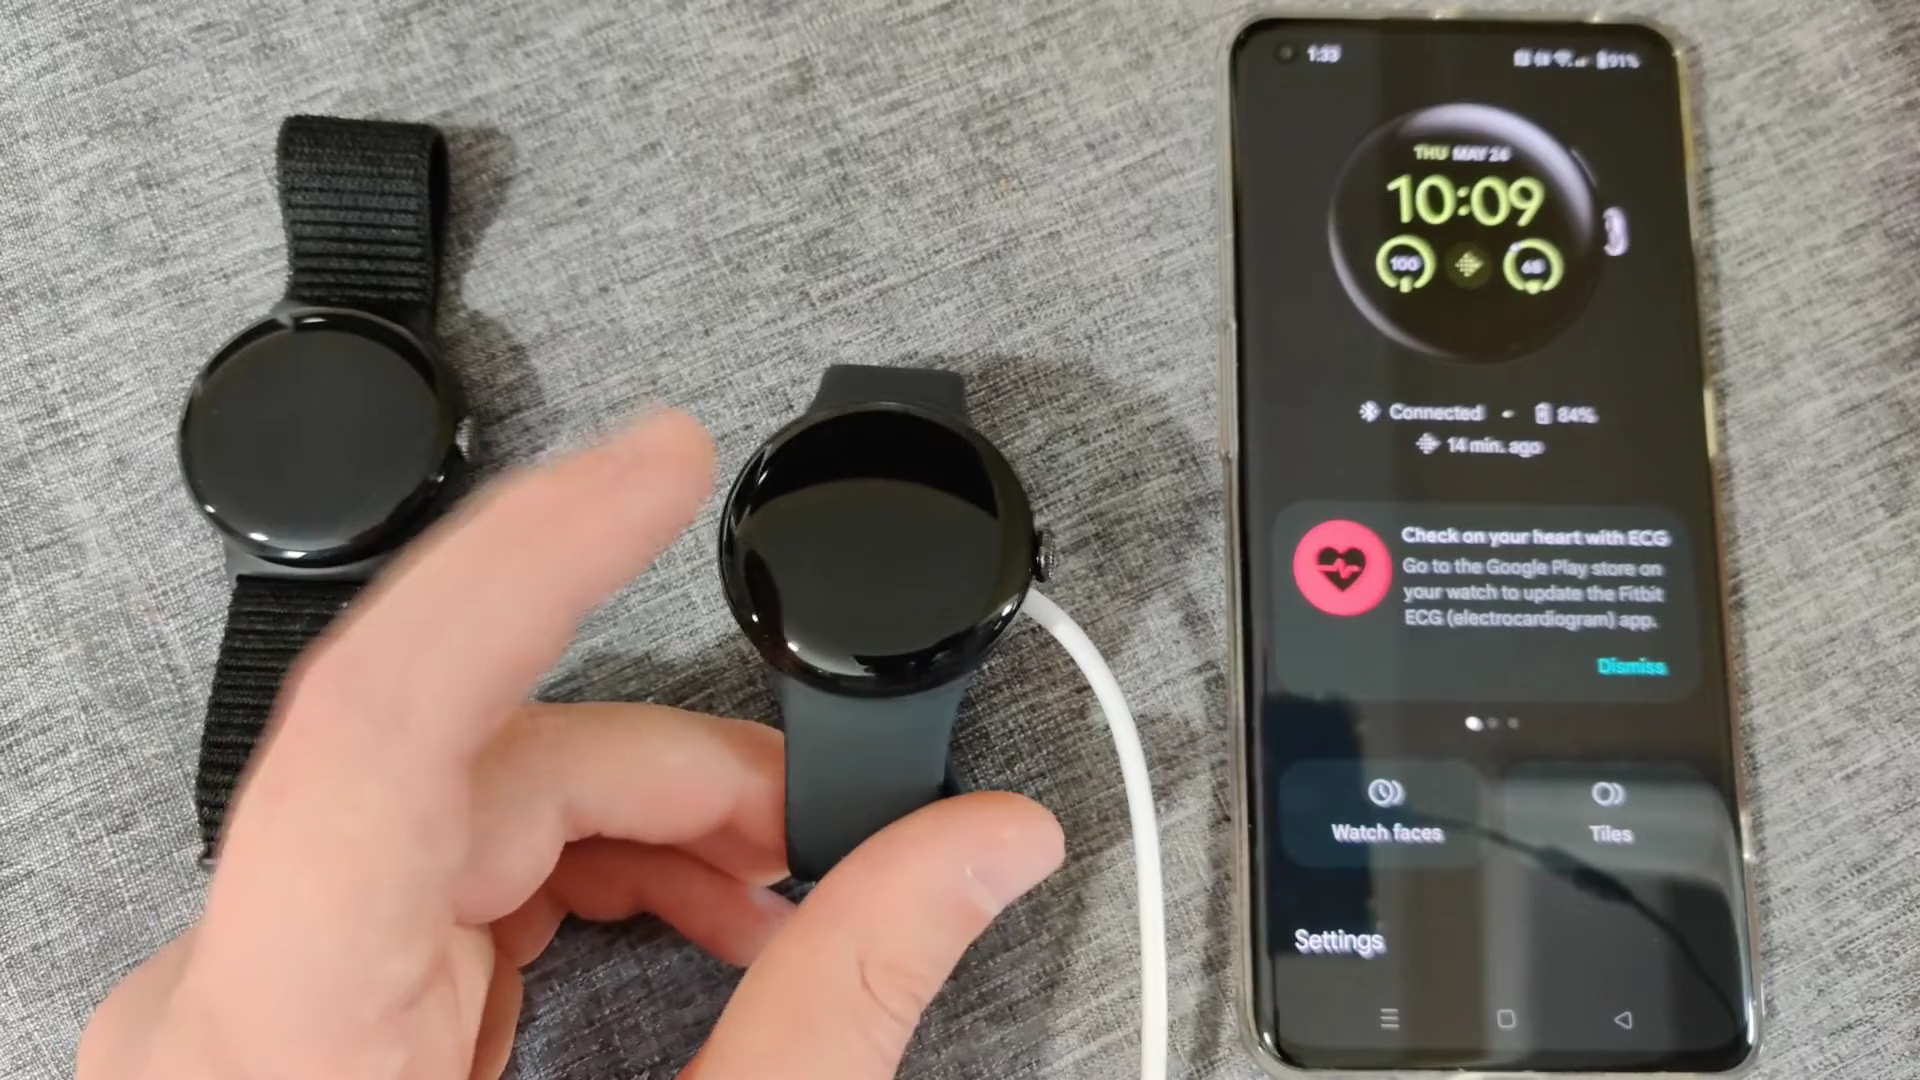 1:33
91%
THU MAY 24
10:09
100
68
Connected - 84%
14 min. ago
Check on your heart with ECG
Go to the Google Play store on
your watch to update the Fitbit
ECG (electrocardiogram) app.
Dismiss
Watch faces
Tiles
Settings